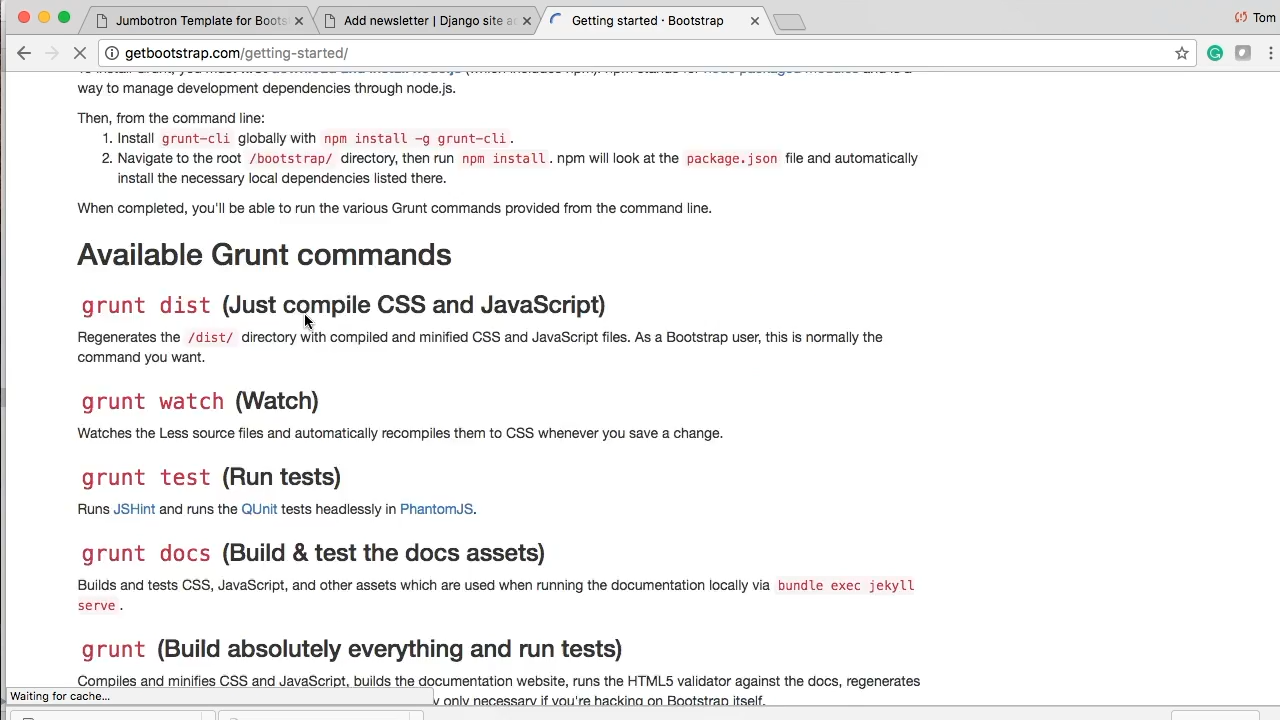 Jumbotron Template for Boots
Add newsletter | Django site ad
Getting started · Bootstrap
Tom
getbootstrap.com/getting-started/
way to manage development dependencies through node.js.
Then, from the command line:
1. Install grunt-cli globally with npm install -g grunt-cli.
2. Navigate to the root /bootstrap/ directory, then run npm install. npm will look at the package.json file and automatically
install the necessary local dependencies listed there.
When completed, you'll be able to run the various Grunt commands provided from the command line.
Available Grunt commands
grunt dist (Just compile CSS and JavaScript)
Regenerates the /dist/ directory with compiled and minified CSS and JavaScript files. As a Bootstrap user, this is normally the
command you want.
grunt watch (Watch)
Watches the Less source files and automatically recompiles them to CSS whenever you save a change.
grunt test (Run tests)
Runs JSHint and runs the QUnit tests headlessly in PhantomJS.
grunt docs (Build & test the docs assets)
Builds and tests CSS, JavaScript, and other assets which are used when running the documentation locally via bundle exec jekyll
serve.
grunt (Build absolutely everything and run tests)
Compiles and minifies CSS and JavaScript, builds the documentation website, runs the HTML5 validator against the docs, regenerates
Waiting for cache...
y only necessary if you're hacking on Bootstrap itself.